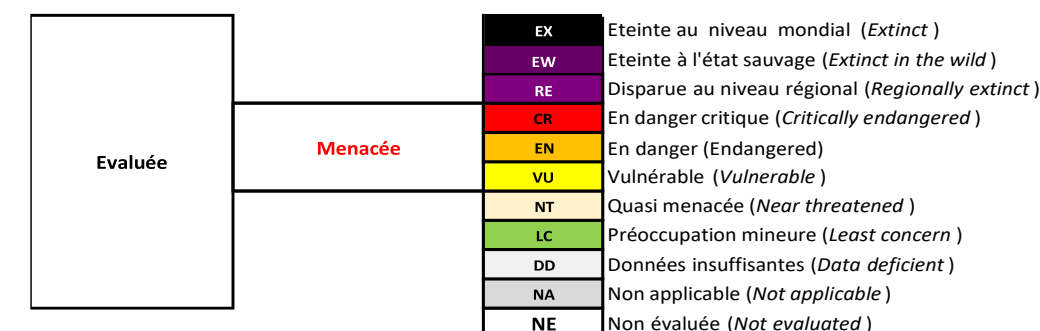 EX Eteinte au niveau mondial (Extinct )
EW Eteinte à l'état sauvage (Extinct in the wild )
RE Disparue au niveau régional (Regionally extinct )
CR En danger critique (Critically endangered )
Menacée
EN En danger (Endangered)
Evaluée
VU Vulnérable (Vulnerable )
NT Quasi menacée (Near threatened )
LC Préoccupation mineure (Least concern )
DD Données insuffisantes (Data deficient )
NA Non applicable (Not applicable )
NE Non évaluée (Not evaluated )